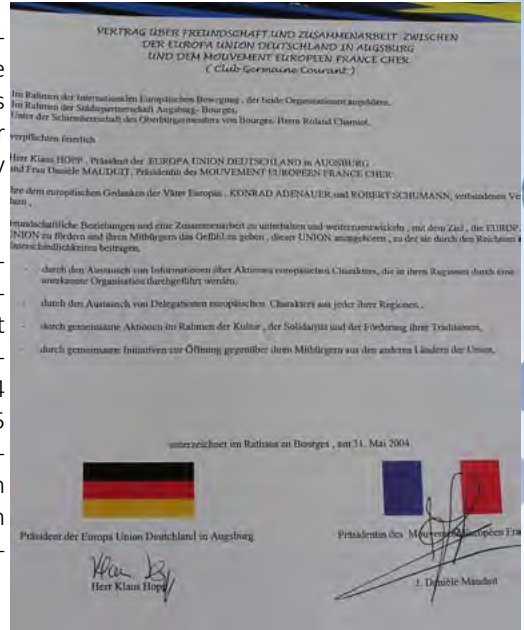 VERTRAG ÜBER FREUNDSCHAFT UND ZUSAMMENARBEIT ZWISCHEN
DER EUROPA UNION DEUTSCHLAND IN AUGSBURG
UND DEM MOUVEMENT EUROPEEN FRANCE CHER
( Club Germaine Courant )
Im Rahmen der Internationalen Europäischen Bewegung , der beide Organisationen angehören,
Im Rahmen der Städtepartnerschaft Augsburg- Bourges,
Unter der Schirmherrschaft des Oberbürgermeisters von Bourges, Herrn Roland
verpflichten feierlich
Herr Klaus HOPP , Präsident der EUROPA UNION DEUTSCHLAND in AUGSBURG
und Frau Danièle MAUDUIT , Präsidentin des MOUVEMENT EUROPEEN FRANCE CHER
dem europäischen Gedanken der Väter Europas , KONRAD ADENAUER und ROBERT SCHUMANN, verbundenen
freundschaftliche Beziehungen und eine Zusammenarbeit zu unterhalten und weiterzuentwickeln , mit dem Ziel , die
UNION zu fördern und ihren Mitbürgern das Gefühl zu geben , dieser UNION anzugehören , zu der sie durch den Reichtum
beitragen,
- durch den Austausch von Informationen über Aktionen europäischen Charakters, die in ihren Regionen durch eine
anerkannte Organisation durchgeführt werden,
- durch den Austausch von Delegationen europäischen Charakters aus jeder ihrer Regionen ,
- durch gemeinsame Aktionen im Rahmen der Kultur , der Solidarität und der Förderung ihrer Traditionen,
- durch gemeinsame Initiativen zur Öffnung gegenüber ihren Mitbürgern aus den anderen Ländern der Union,
unterzeichnet im Rathaus zu Bourges , am 31. Mai 2004
Präsident der Europa Union Deutchland in Augsburg
Präsidentin des Mouvement Européen
Herr Klaus Hopp
J. Danièle Mauduit